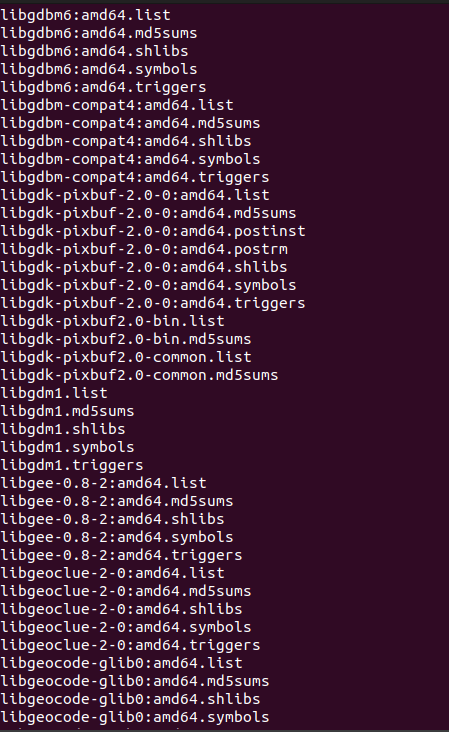 libgdbm6:amd64.list
libgdbm6:amd64.md5sums
libgdbm6:amd64.shlibs
libgdbm6:amd64.symbols
libgdbm6:amd64.triggers
libgdbm-compat4:amd64.list
libgdbm-compat4:amd64.md5sums
libgdbm-compat4:amd64.shlibs
libgdbm-compat4:amd64.symbols
libgdbm-compat4:amd64.triggers
libgdk-pixbuf-2.0-0:amd64.list
libgdk-pixbuf-2.0-0:amd64.md5sums
libgdk-pixbuf-2.0-0:amd64.postinst
libgdk-pixbuf-2.0-0:amd64.postrm
libgdk-pixbuf-2.0-0:amd64.shlibs
libgdk-pixbuf-2.0-0:amd64.symbols
libgdk-pixbuf-2.0-0:amd64.triggers
libgdk-pixbuf2.0-bin.list
libgdk-pixbuf2.0-bin.md5sums
libgdk-pixbuf2.0-common.list
libgdk-pixbuf2.0-common.md5sums
libgdm1.list
libgdm1.md5sums
libgdm1.shlibs
libgdm1.symbols
libgdm1.triggers
libgee-0.8-2:amd64.list
libgee-0.8-2:amd64.md5sums
libgee-0.8-2:amd64.shlibs
libgee-0.8-2:amd64.symbols
libgee-0.8-2:amd64.triggers
libgeoclue-2-0:amd64.list
libgeoclue-2-0:amd64.md5sums
libgeoclue-2-0:amd64.shlibs
libgeoclue-2-0:amd64.symbols
libgeoclue-2-0:amd64.triggers
libgeocode-glib0:amd64.list
libgeocode-glib0:amd64.md5sums
libgeocode-glib0:amd64.shlibs
libgeocode-glib0:amd64.symbols